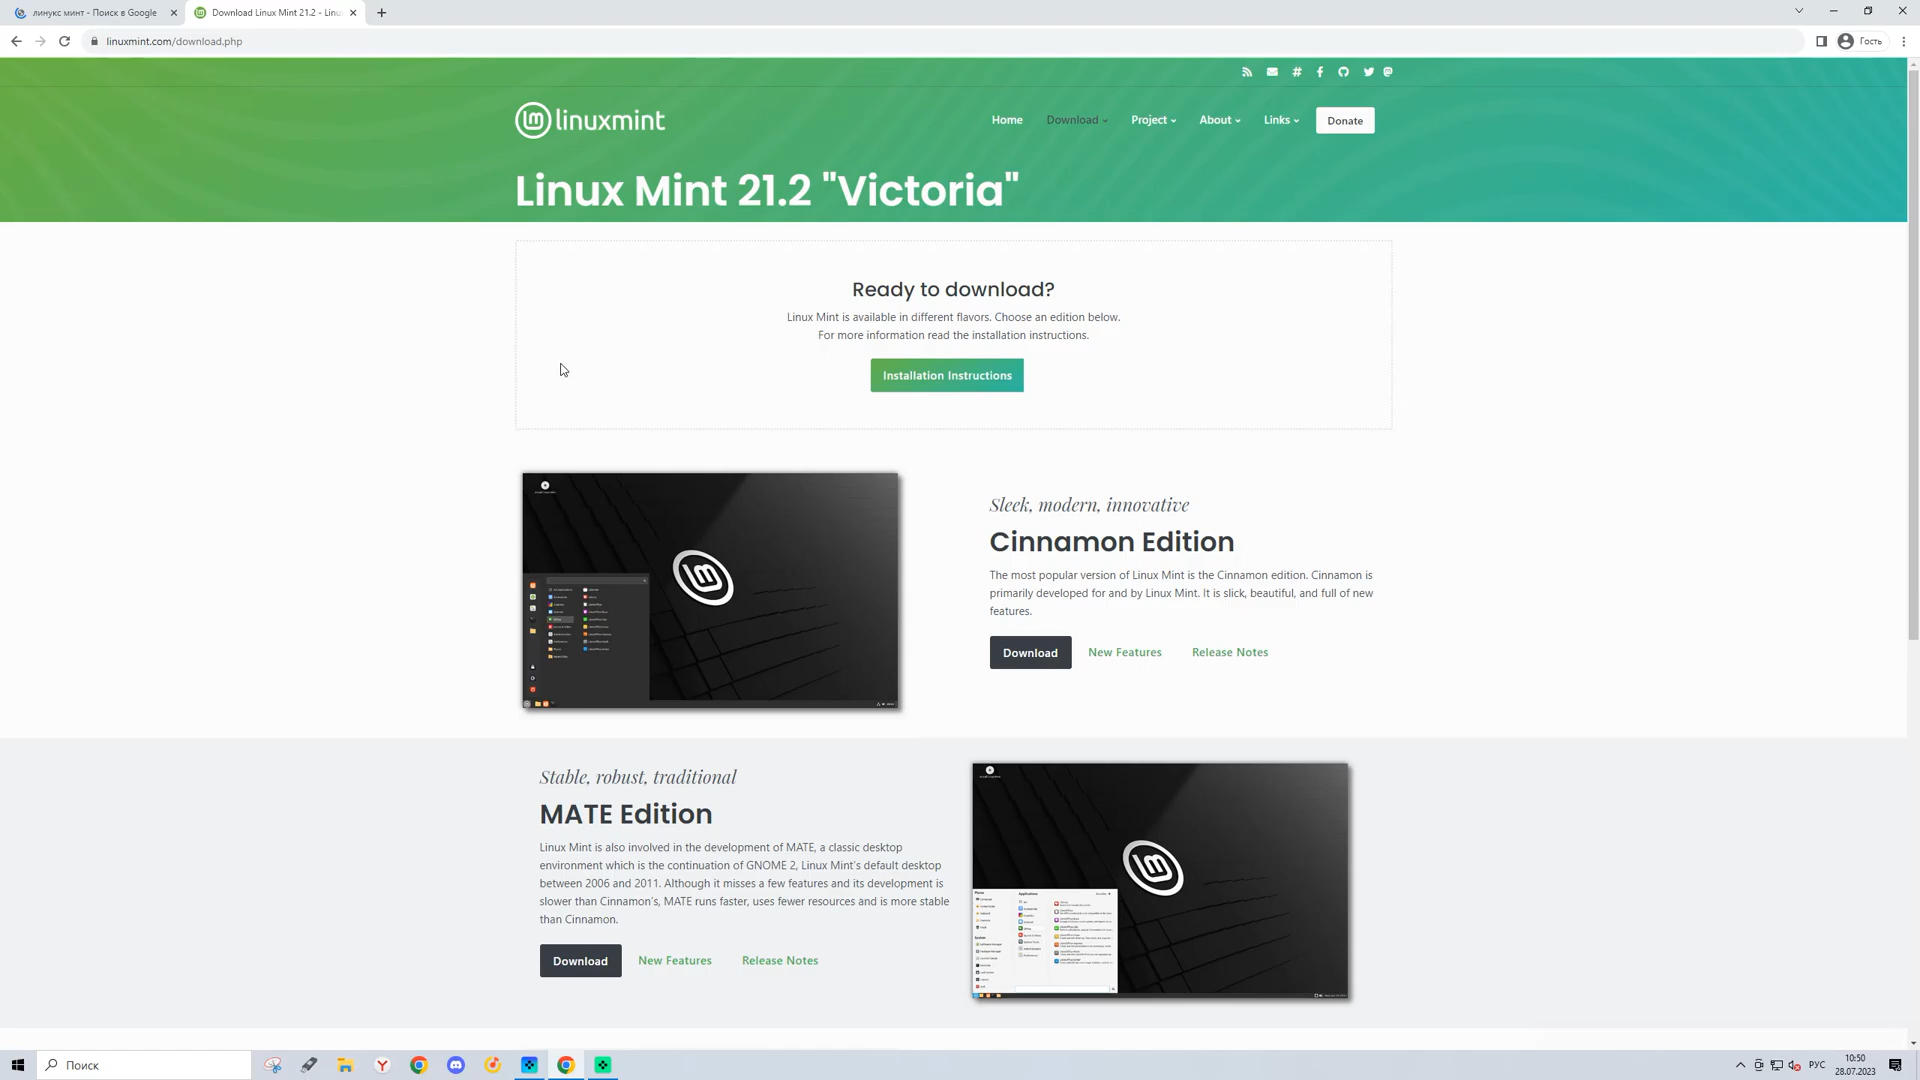 линукс минт - Поиск в Google
Download Linux Mint 21.2 - Linu
linuxmint.com/download.php
Гость
linuxmint
Home
Download
Project
About
Links
Donate
Linux Mint 21.2 "Victoria"
Ready to download?
Linux Mint is available in different flavors. Choose an edition below.
For more information read the installation instructions.
Installation Instructions
Sleek, modern, innovative
Cinnamon Edition
The most popular version of Linux Mint is the Cinnamon edition. Cinnamon is
primarily developed for and by Linux Mint. It is slick, beautiful, and full of new
features.
Download
New Features
Release Notes
Stable, robust, traditional
MATE Edition
Linux Mint is also involved in the development of MATE, a classic desktop
environment which is the continuation of GNOME 2, Linux Mint's default desktop
between 2006 and 2011. Although it misses a few features and its development is
slower than Cinnamon's, MATE runs faster, uses fewer resources and is more stable
than Cinnamon.
Download
New Features
Release Notes
Поиск
РУС
10:50
28.07.2023